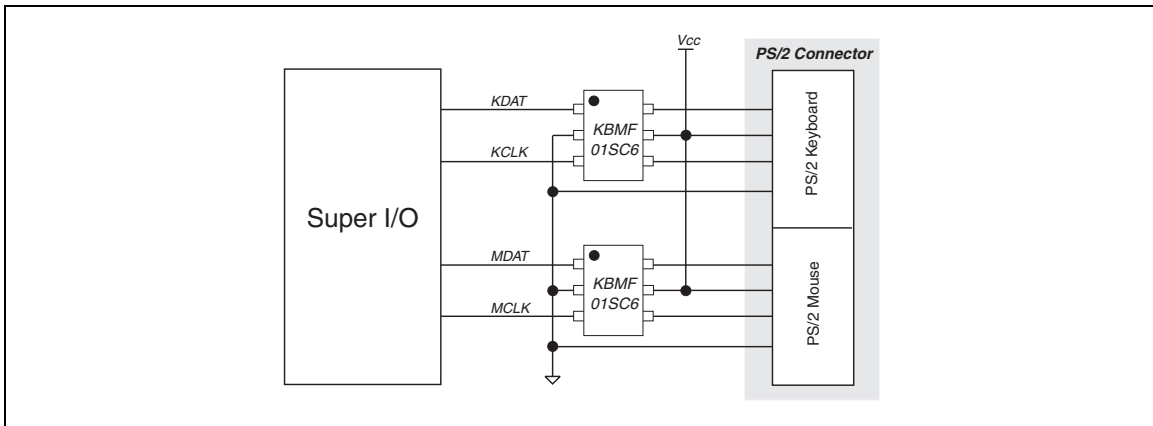 Vcc
PS/2 Connector
KDAT
KBMF
01SC6
KCLK
PS/2 Keyboard
Super I/O
MDAT
KBMF
01SC6
MCLK
PS/2 Mouse